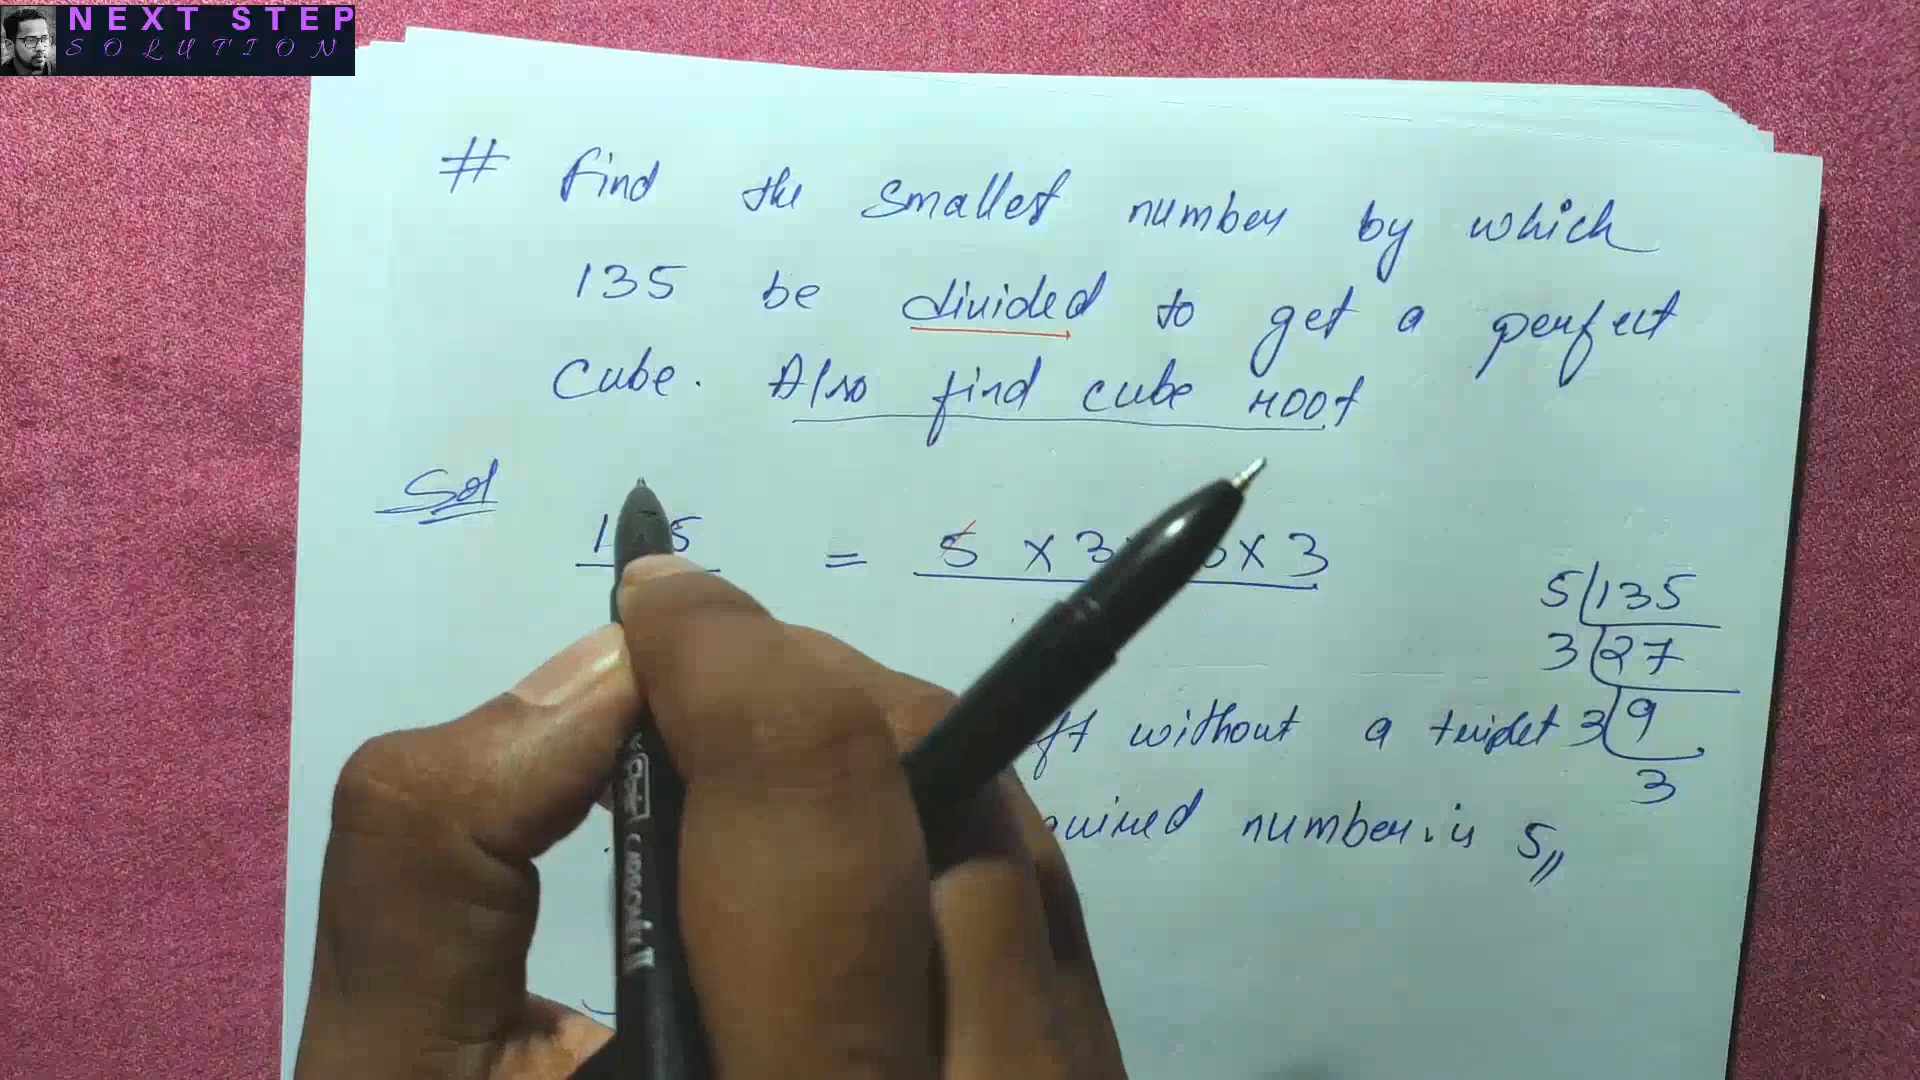 NEXT STEP
SOLUTION
# Find the smallest number by which
135 be divided to get a perfect
cube. Also find cube root
Sol
= 5 x 3 x 3
5 135
3 27
without a triplet 3 9
3
number is 5